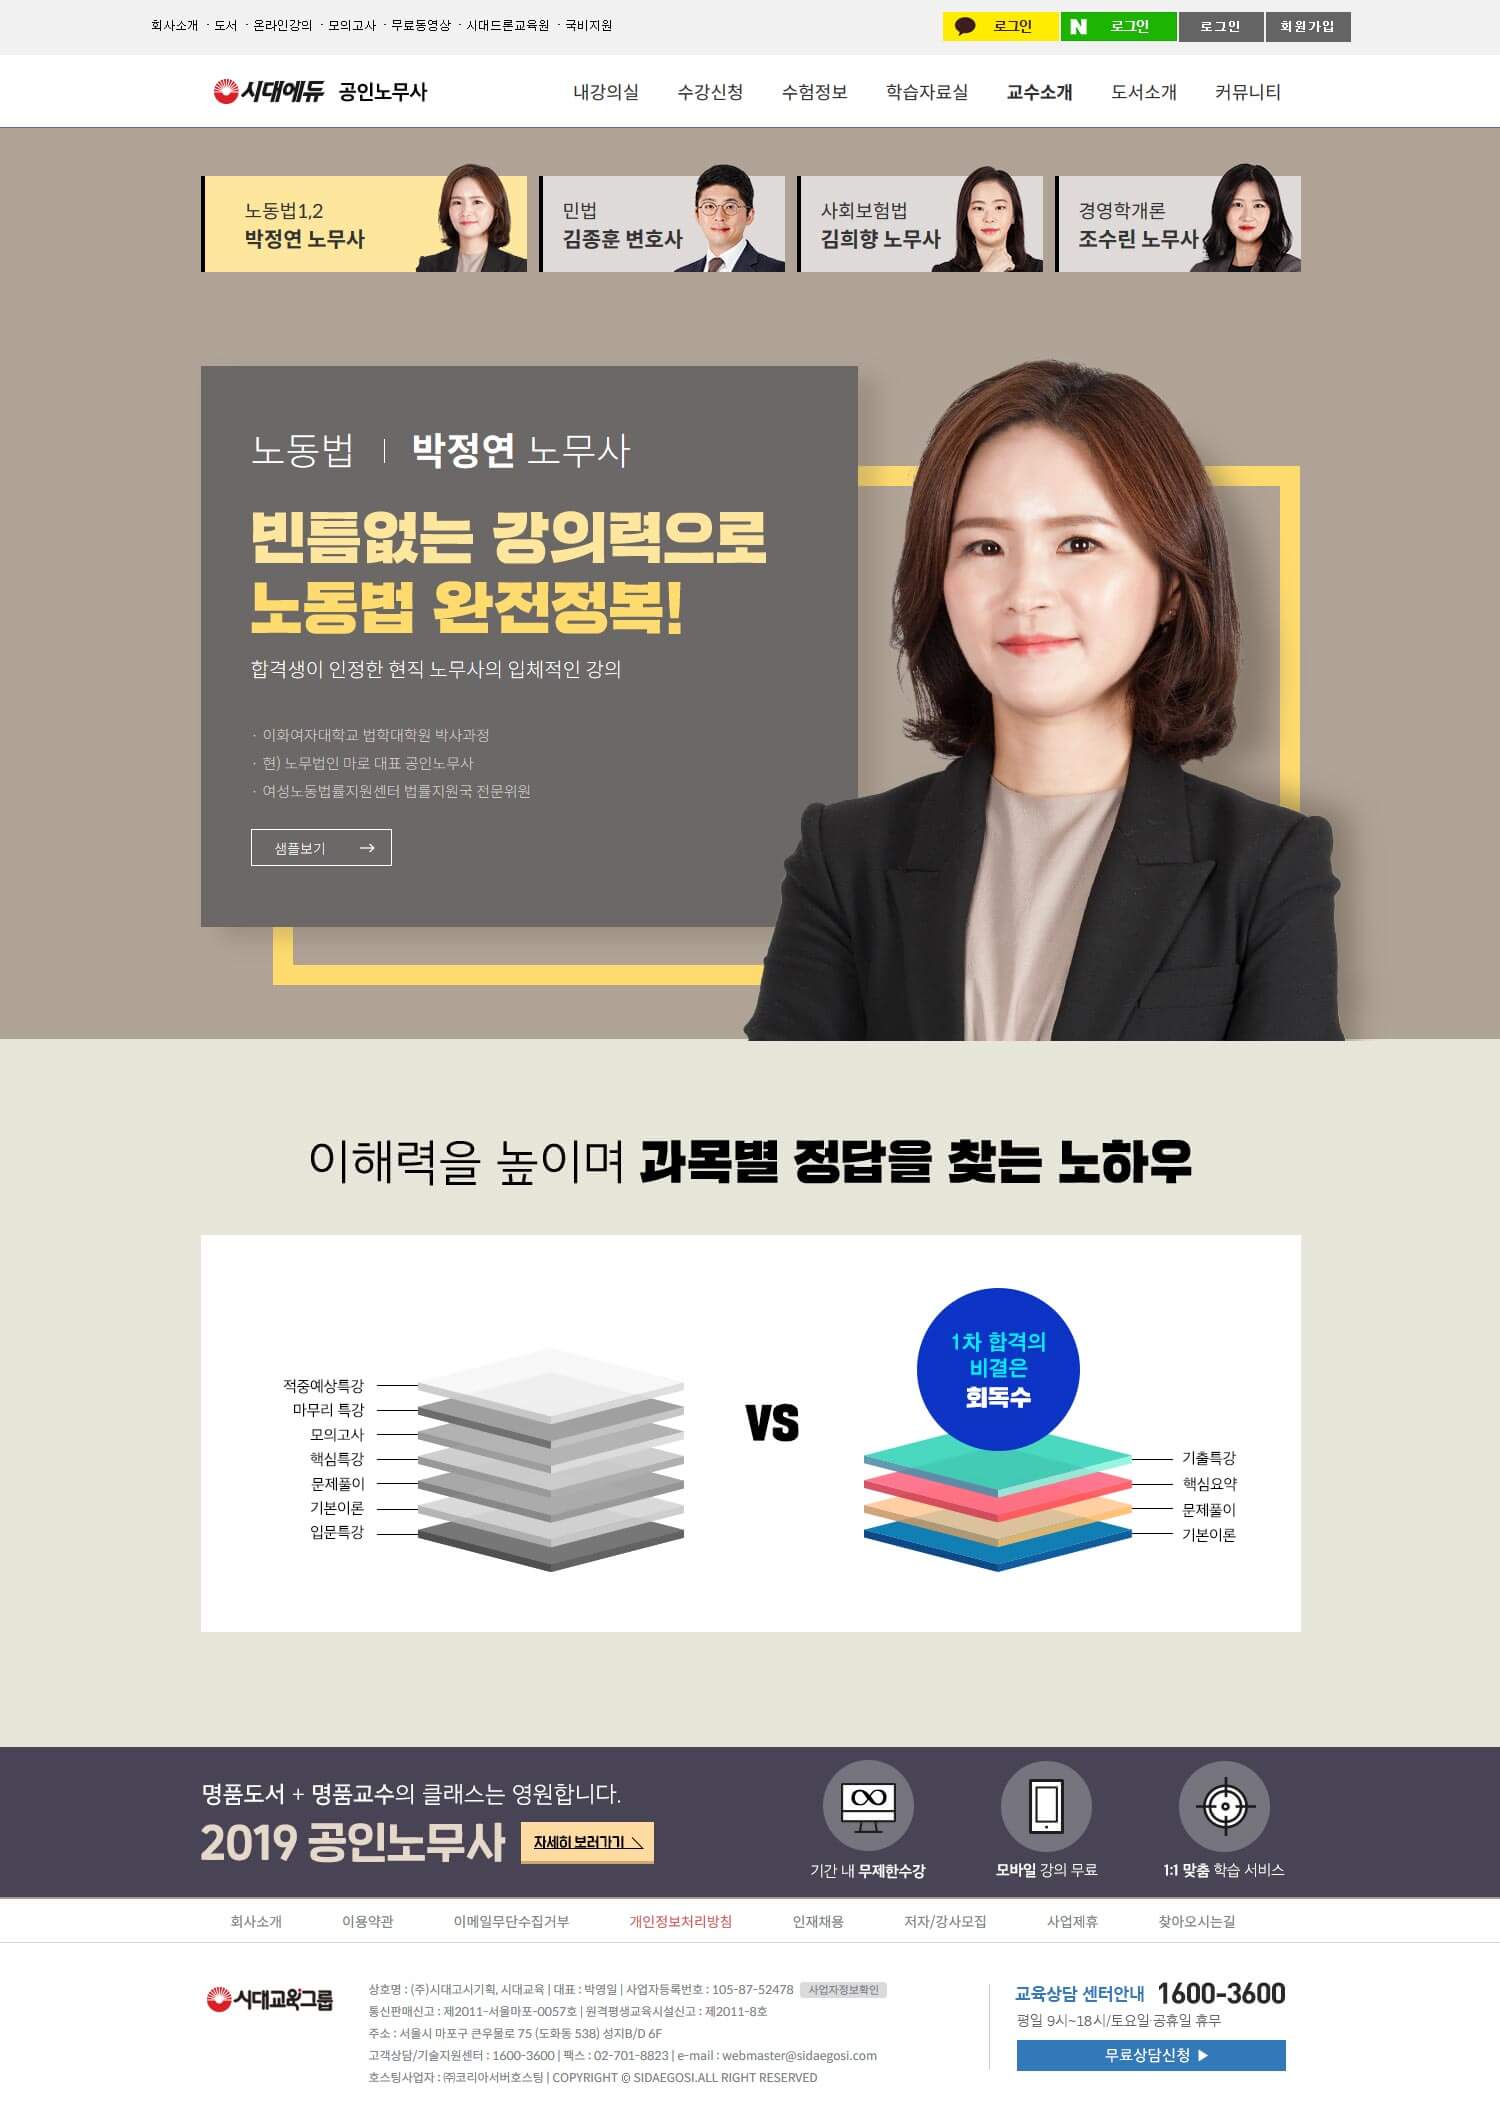 회사소개 · 도서 · 온라인강의 · 모의고사 · 무료동영상 · 시대드론교육원 · 국비지원
로그인
N 로그인
로그인
회원가입
시대에듀 공인노무사
내강의실 수강신청 수험정보 학습자료실 교수소개 도서소개 커뮤니티
노동법1,2
박정연 노무사
민법
김종훈 변호사
사회보험법
김희향 노무사
경영학개론
조수린 노무사
노동법 | 박정연 노무사
빈틈없는 강의력으로
노동법 완전정복!
합격생이 인정한 현직 노무사의 입체적인 강의
· 이화여자대학교 법학대학원 박사과정
· 현) 노무법인 마로 대표 공인노무사
· 여성노동법률지원센터 법률지원국 전문위원
샘플보기 →
이해력을 높이며 과목별 정답을 찾는 노하우
적중예상특강
마무리 특강
모의고사
핵심특강
문제풀이
기본이론
입문특강
VS
1차 합격의
비결은
회독수
기출특강
핵심요약
문제풀이
기본이론
명품도서 + 명품교수의 클래스는 영원합니다.
2019 공인노무사 자세히 보러가기
기간 내 무제한수강
모바일 강의 무료
1:1 맞춤 학습 서비스
회사소개 이용약관 이메일무단수집거부 개인정보처리방침 인재채용 저자/강사모집 사업제휴 찾아오시는길
시대교육그룹
상호명 : (주)시대고시기획, 시대교육 | 대표 : 박영일 | 사업자등록번호 : 105-87-52478 사업자정보확인
통신판매신고 : 제2011-서울마포-0057호 | 원격평생교육시설신고 : 제2011-8호
주소 : 서울시 마포구 큰우물로 75 (도화동 538) 성지B/D 6F
고객상담/기술지원센터 : 1600-3600 | 팩스 : 02-701-8823 | e-mail : webmaster@sidaegosi.com
호스팅사업자 : ㈜코리아서버호스팅 | COPYRIGHT © SIDAEGOSI.ALL RIGHT RESERVED
교육상담 센터안내 1600-3600
평일 9시~18시/토요일·공휴일 휴무
무료상담신청 ▶